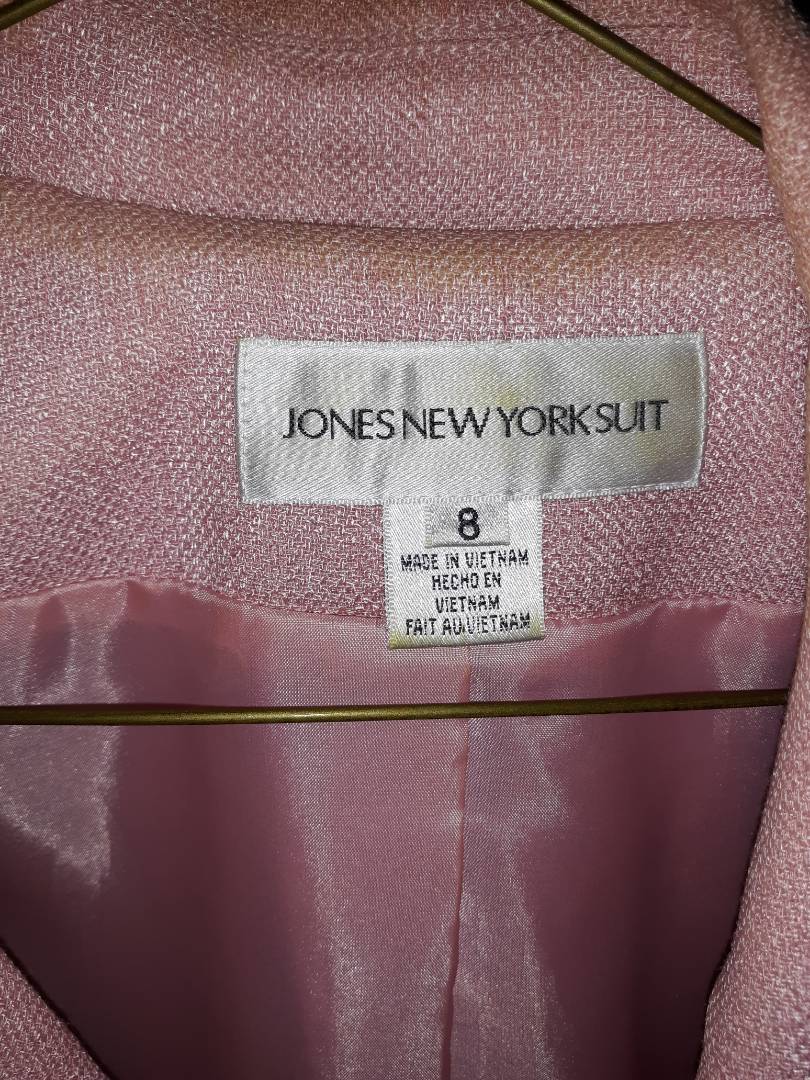 JONES NEW YORK SUIT
8
MADE IN VIETNAM
HECHO EN
VIETNAM
FAIT AU VIETNAM